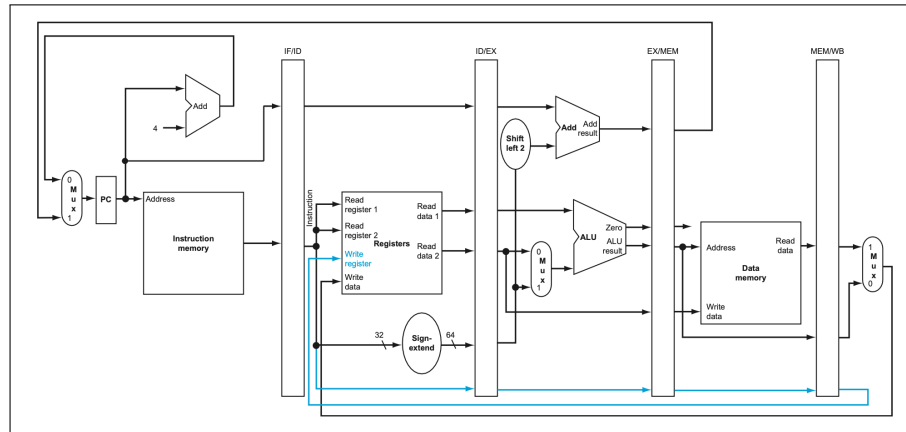 IF/ID
ID/EX
EX/MEM
MEM/WB
Add
4
Shift
left 2
Add
Add
result
0
M
u
x
1
PC
Address
Instruction
memory
Instruction
Read
register 1
Read
data 1
Read
register 2
Registers
Read
data 2
Write
register
Write
data
Zero
ALU
ALU
result
0
M
u
x
1
Address
Read
data
Data
memory
Write
data
1
M
u
x
0
32
Sign-
extend
64